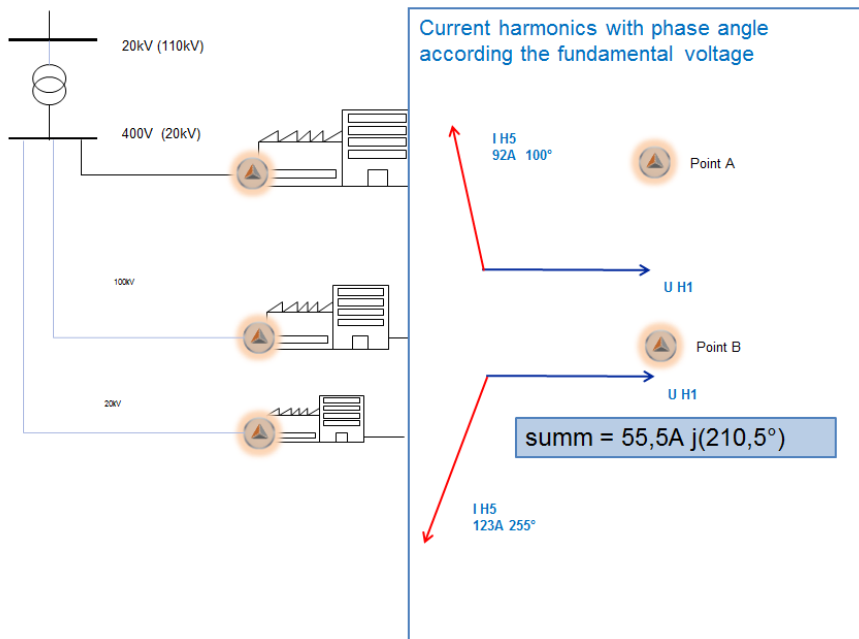 Current harmonics with phase angle
according the fundamental voltage
20kV (110kV)
400V (20kV)
I H5
92A 100°
Point A
U H1
100kV
Point B
U H1
20kV
summ = 55,5A j(210,5°)
I H5
123A 255°